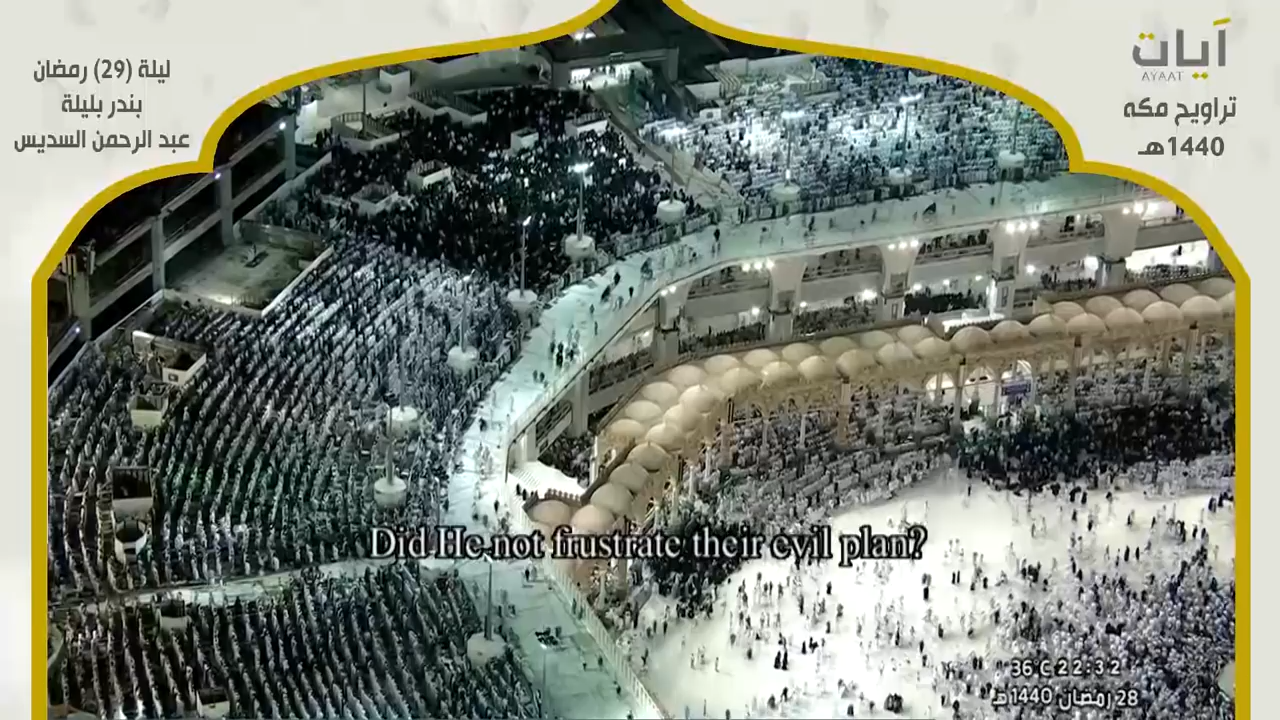 ليلة (29) رمضان
بندر بليلة
عبد الرحمن السديس
آيات
AYAAT
تراويح مكه
1440هـ
Did He not frustrate their evil plan?
36 C 22:32
28 رمضان 1440هـ